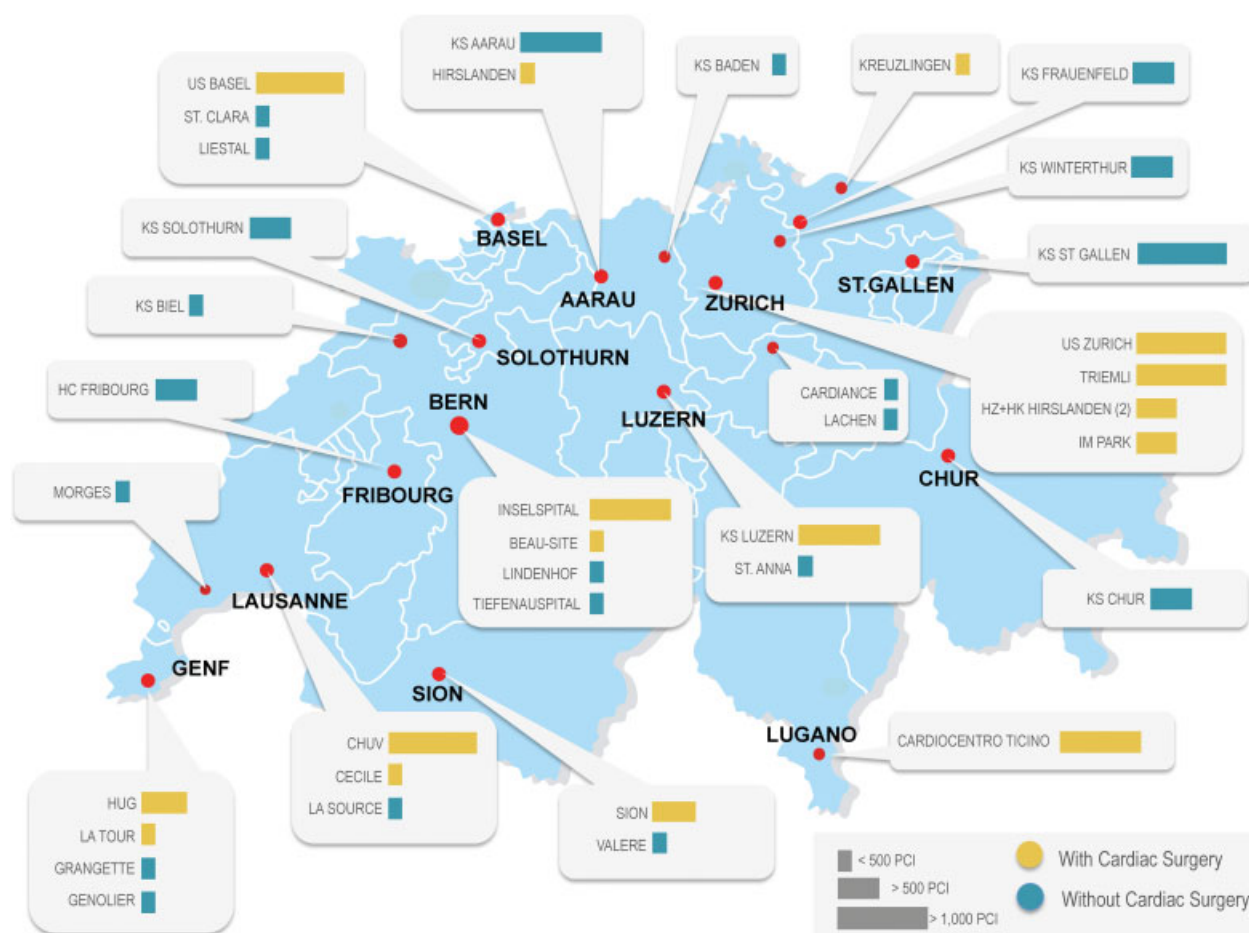 KS AARAU
HIRSLANDEN
KS BADEN
KREUZLINGEN
KS FRAUENFELD
US BASEL
ST. CLARA
LIESTAL
KS WINTERTHUR
KS SOLOTHURN
BASEL
KS ST GALLEN
AARAU
ZURICH
ST.GALLEN
KS BIEL
SOLOTHURN
US ZURICH
TRIEMLI
HZ+HK HIRSLANDEN (2)
IM PARK
HC FRIBOURG
BERN
LUZERN
CARDIANCE
LACHEN
FRIBOURG
CHUR
MORGES
INSELSPITAL
BEAU-SITE
LINDENHOF
TIEFENAUSPITAL
KS LUZERN
ST. ANNA
KS CHUR
LAUSANNE
GENF
SION
LUGANO
CHUV
CECILE
LA SOURCE
CARDIOCENTRO TICINO
HUG
LA TOUR
GRANGETTE
GENOLIER
SION
VALERE
< 500 PCI
> 500 PCI
> 1,000 PCI
With Cardiac Surgery
Without Cardiac Surgery